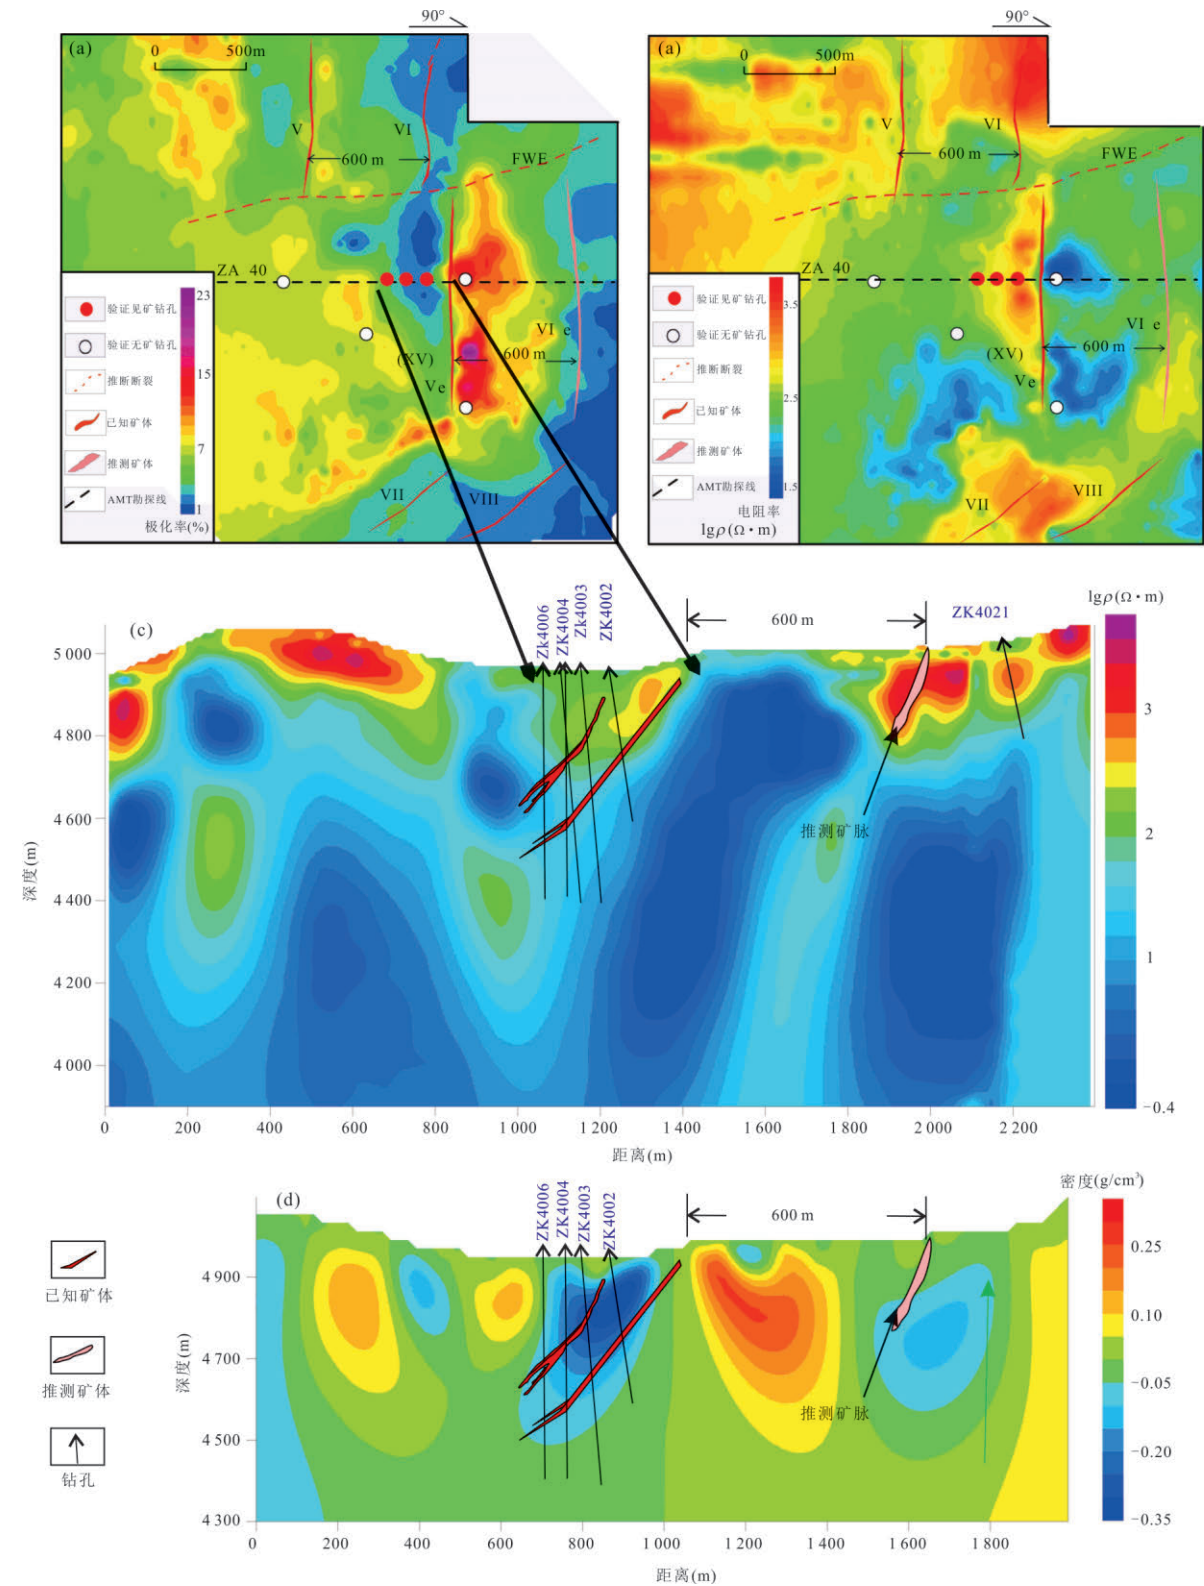 90°
(a)
0 500m
V
VI
600 m
FWE
ZA 40
VI e
600 m
(XV)
Ve
VII
VIII
验证见矿钻孔
验证无矿钻孔
推断断裂
已知矿体
推测矿体
AMT勘探线
23
15
7
1
极化率(%)
90°
(a)
0 500m
V
VI
600 m
FWE
ZA 40
VI e
600 m
(XV)
Ve
VII
VIII
验证见矿钻孔
验证无矿钻孔
推断断裂
已知矿体
推测矿体
AMT勘探线
3.5
2.5
1.5
电阻率
lgρ(Ω·m)
(c)
Zk4006
ZK4004
Zk4003
ZK4002
600 m
ZK4021
lgρ(Ω·m)
3
2
1
-0.4
推测矿脉
深度(m)
5 000
4 800
4 600
4 400
4 200
4 000
0 200 400 600 800 1 000 1 200 1 400 1 600 1 800 2 000 2 200
距离(m)
(d)
ZK4006
ZK4004
ZK4003
ZK4002
600 m
密度(g/cm³)
0.25
0.10
-0.05
-0.20
-0.35
推测矿脉
深度(m)
4 900
4 700
4 500
4 300
0 200 400 600 800 1 000 1 200 1 400 1 600 1 800
距离(m)
已知矿体
推测矿体
钻孔